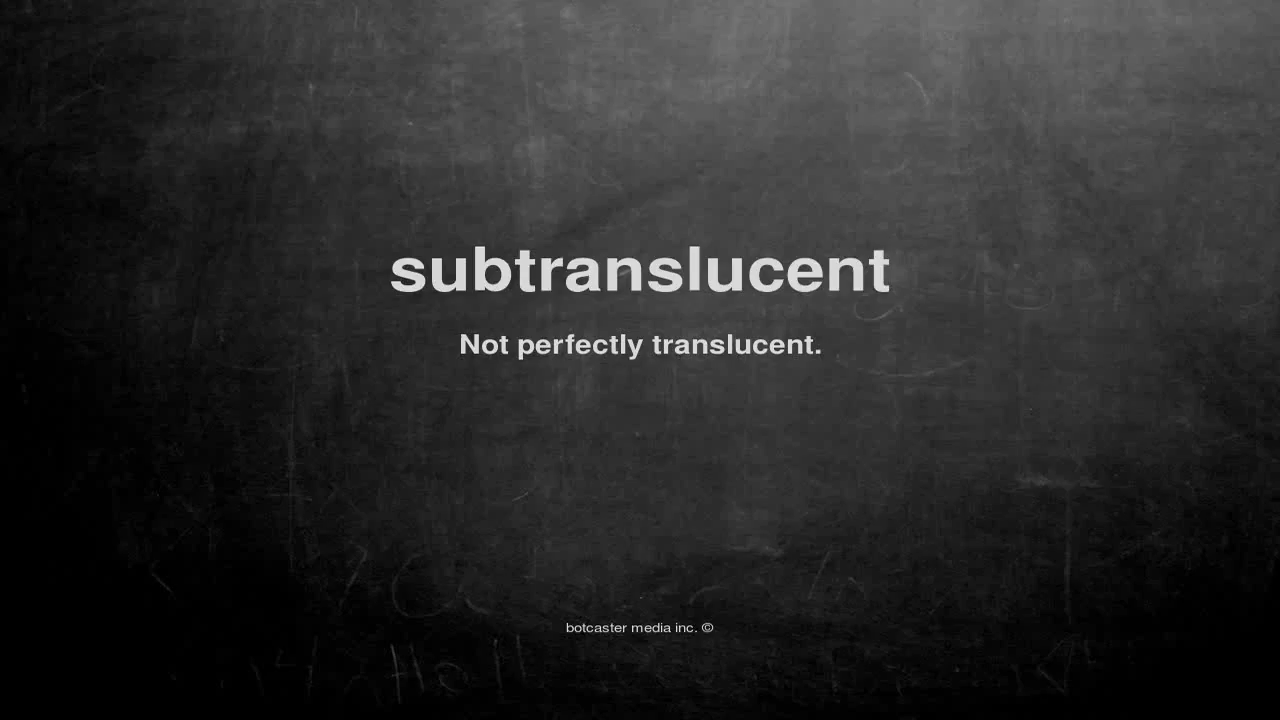 subtranslucent
Not perfectly translucent.
botcaster media inc. ©